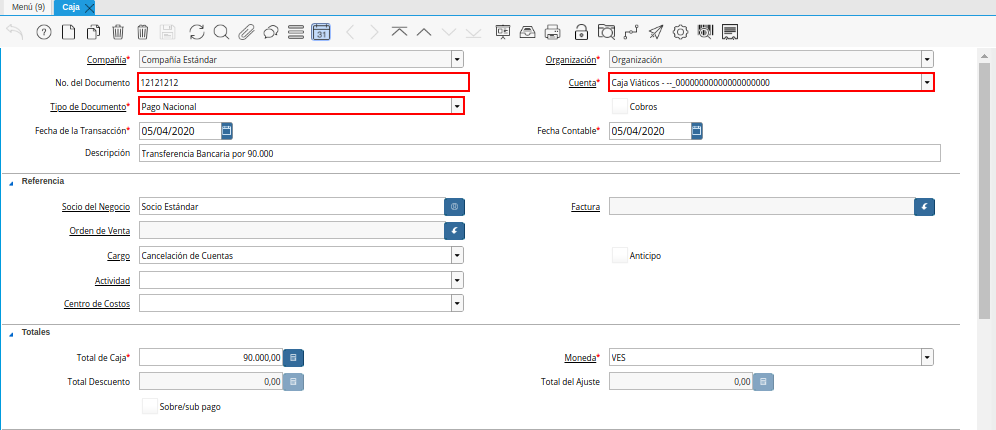 Menú (9) Caja
31
Compañía* Compañía Estándar Organización* Organización
No. del Documento 12121212 Cuenta* Caja Viáticos - --_00000000000000000000
Tipo de Documento* Pago Nacional Cobros
Fecha de la Transacción* 05/04/2020 Fecha Contable* 05/04/2020
Descripción Transferencia Bancaria por 90.000
Referencia
Socio del Negocio Socio Estándar Factura
Orden de Venta
Cargo Cancelación de Cuentas Anticipo
Actividad
Centro de Costos
Totales
Total de Caja* 90.000,00 Moneda* VES
Total Descuento 0,00 Total del Ajuste 0,00
Sobre/sub pago